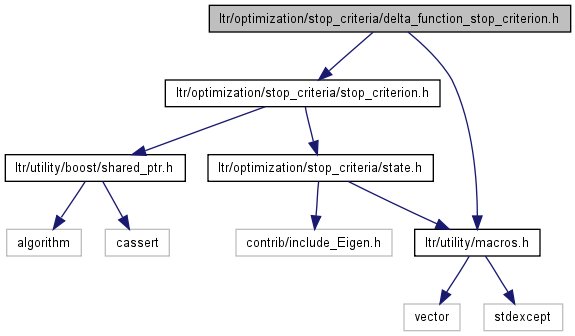 ltr/optimization/stop_criteria/delta_function_stop_criterion.h
ltr/optimization/stop_criteria/stop_criterion.h
ltr/utility/boost/shared_ptr.h
ltr/optimization/stop_criteria/state.h
algorithm
cassert
contrib/include_Eigen.h
ltr/utility/macros.h
vector
stdexcept